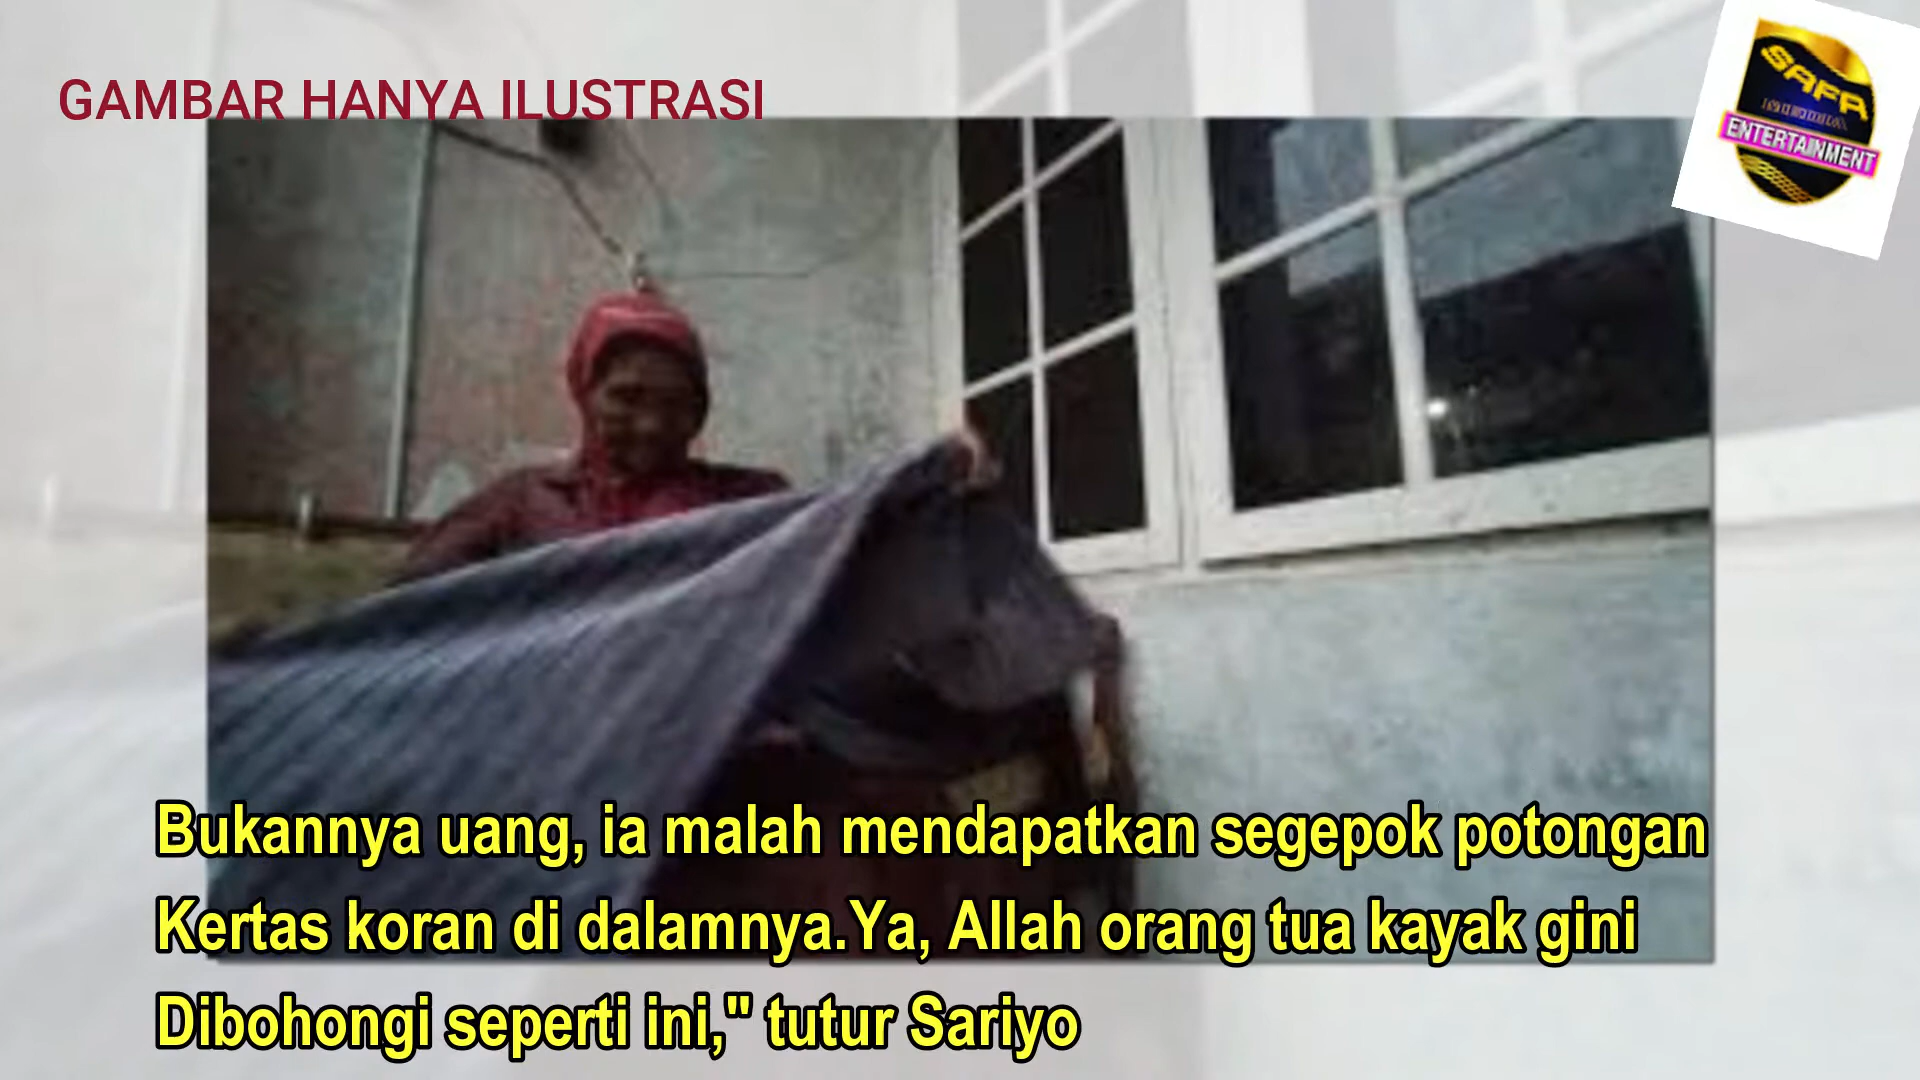 GAMBAR HANYA ILUSTRASI
SAFA
ENTERTAINMENT
Bukannya uang, ia malah mendapatkan segepok potongan
Kertas koran di dalamnya.Ya, Allah orang tua kayak gini
Dibohongi seperti ini," tutur Sariyo